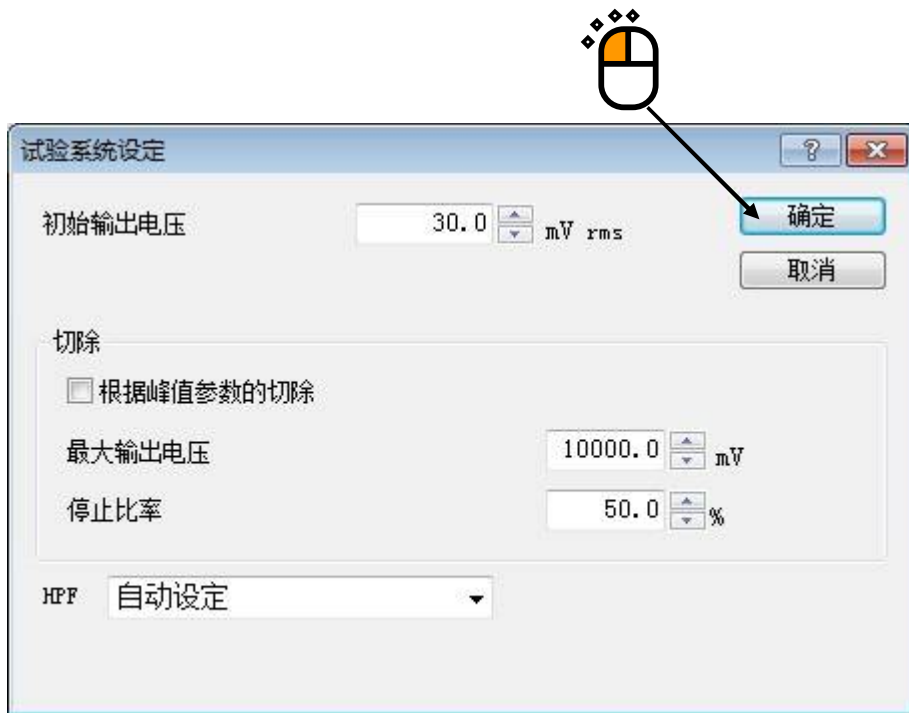 试验系统设定
初始输出电压 30.0 mV rms 确定
取消
切除
根据峰值参数的切除
最大输出电压 10000.0 mV
停止比率 50.0 %
HPF 自动设定